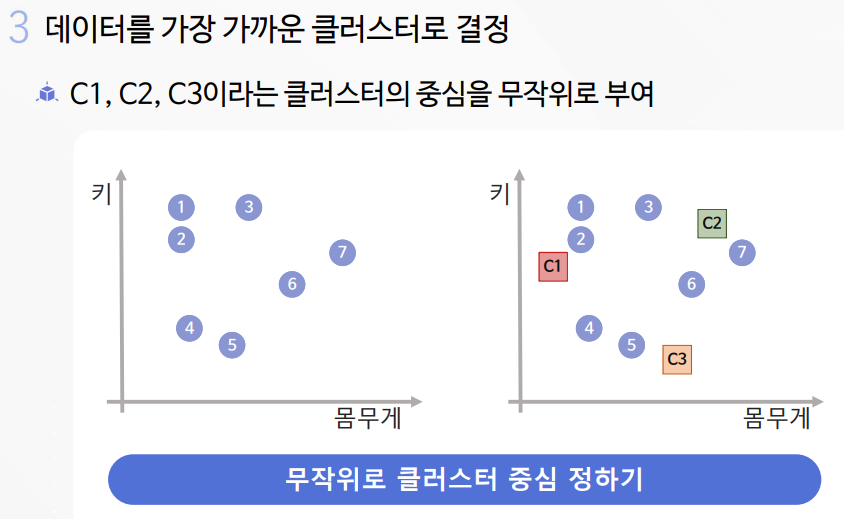 3 데이터를 가장 가까운 클러스터로 결정
C1, C2, C3이라는 클러스터의 중심을 무작위로 부여
키
1
3
2
7
6
4
5
몸무게
키
1
3
C2
2
7
C1
6
4
5
C3
몸무게
무작위로 클러스터 중심 정하기